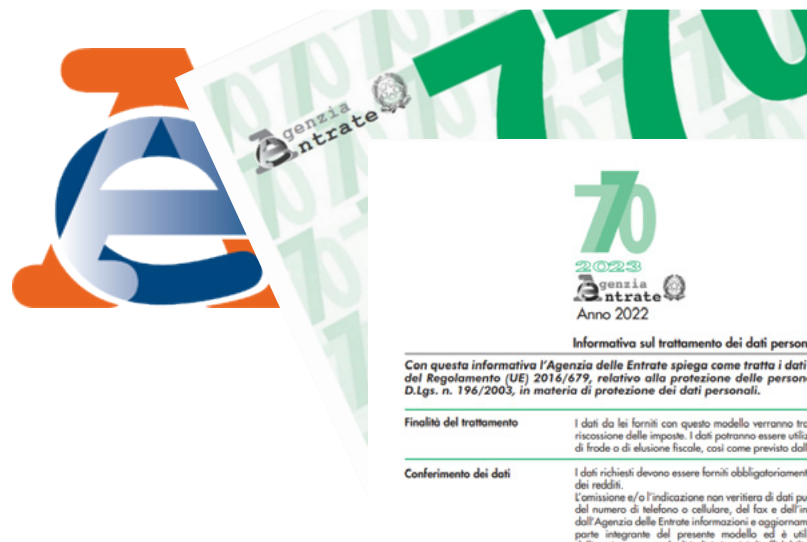 770
Agenzia
Entrate
770
2023
Agenzia
Entrate
Anno 2022
Informativa sul trattamento dei dati person
Con questa informativa l'Agenzia delle Entrate spiega come tratta i dati
del Regolamento (UE) 2016/679, relativo alla protezione delle person
D.Lgs. n. 196/2003, in materia di protezione dei dati personali.
Finalità del trattamento
I dati da lei forniti con questo modello verranno tra
riscossione delle imposte. I dati potranno essere utiliz
di frode o di elusione fiscale, così come previsto dall
Conferimento dei dati
I dati richiesti devono essere forniti obbligatoriament
dei redditi.
L'omissione e/o l'indicazione non veritiera di dati pu
del numero di telefono o cellulare, del fax e dell'in
dall'Agenzia delle Entrate informazioni e aggiornam
parte integrante del presente modello ed è util